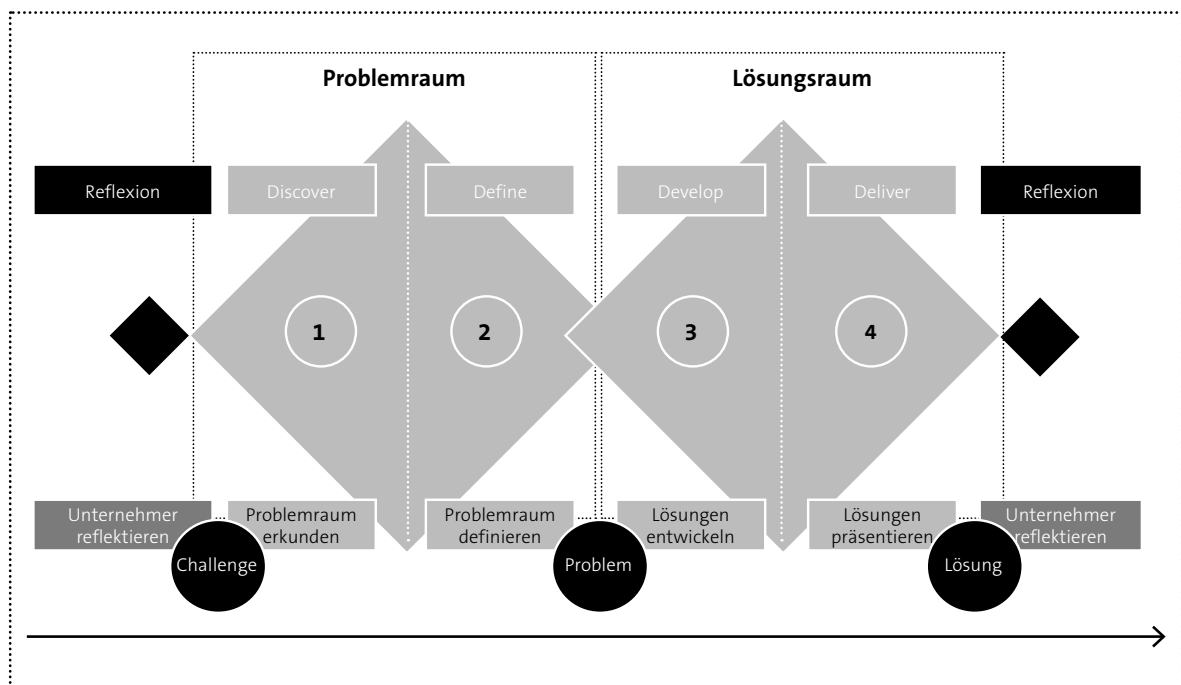 Problemraum
Lösungsraum
Reflexion
Discover
Define
Develop
Deliver
Reflexion
1
2
3
4
Unternehmer
reflektieren
Problemraum
erkunden
Problemraum
definieren
Lösungen
entwickeln
Lösungen
präsentieren
Unternehmer
reflektieren
Challenge
Problem
Lösung